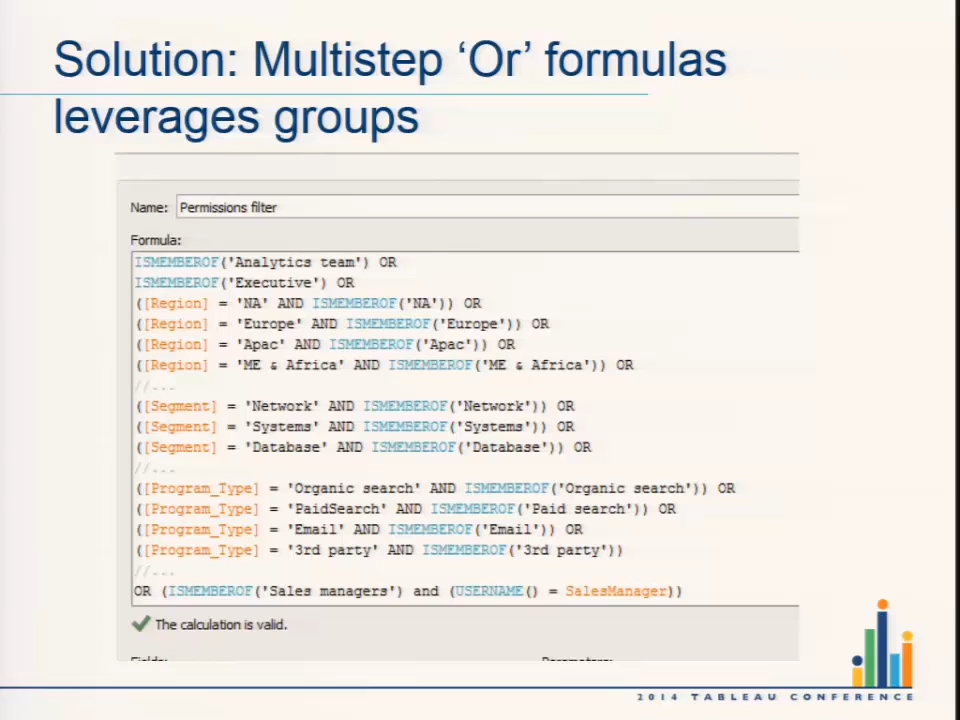 Solution: Multistep ‘Or’ formulas
leverages groups
Name: Permissions filter
Formula:
ISMEMBEROF('Analytics team') OR
ISMEMBEROF('Executive') OR
([Region] = 'NA' AND ISMEMBEROF('NA')) OR
([Region] = 'Europe' AND ISMEMBEROF('Europe')) OR
([Region] = 'Apac' AND ISMEMBEROF('Apac')) OR
([Region] = 'ME & Africa' AND ISMEMBEROF('ME & Africa')) OR
//...
([Segment] = 'Network' AND ISMEMBEROF('Network')) OR
([Segment] = 'Systems' AND ISMEMBEROF('Systems')) OR
([Segment] = 'Database' AND ISMEMBEROF('Database')) OR
//...
([Program_Type] = 'Organic search' AND ISMEMBEROF('Organic search')) OR
([Program_Type] = 'PaidSearch' AND ISMEMBEROF('Paid search')) OR
([Program_Type] = 'Email' AND ISMEMBEROF('Email')) OR
([Program_Type] = '3rd party' AND ISMEMBEROF('3rd party'))
//...
OR (ISMEMBEROF('Sales managers') and (USERNAME() = SalesManager))
The calculation is valid.
Fields: Parameters:
2014 TABLEAU CONFERENCE